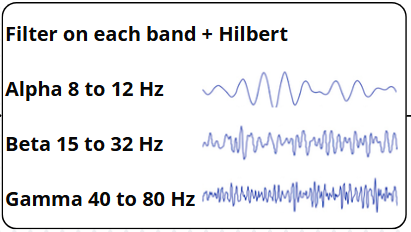 Filter on each band + Hilbert
Alpha 8 to 12 Hz
Beta 15 to 32 Hz
Gamma 40 to 80 Hz